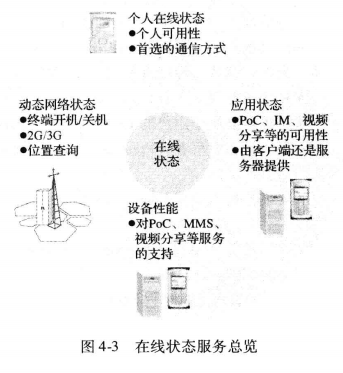 个人在线状态
●个人可用性
●首选的通信方式
动态网络状态
●终端开机/关机
●2G/3G
●位置查询
在线
状态
应用状态
●PoC、IM、视频
分享等的可用性
●由客户端还是服
务器提供
设备性能
●对PoC、MMS、
视频分享等服务
的支持
图 4-3 在线状态服务总览